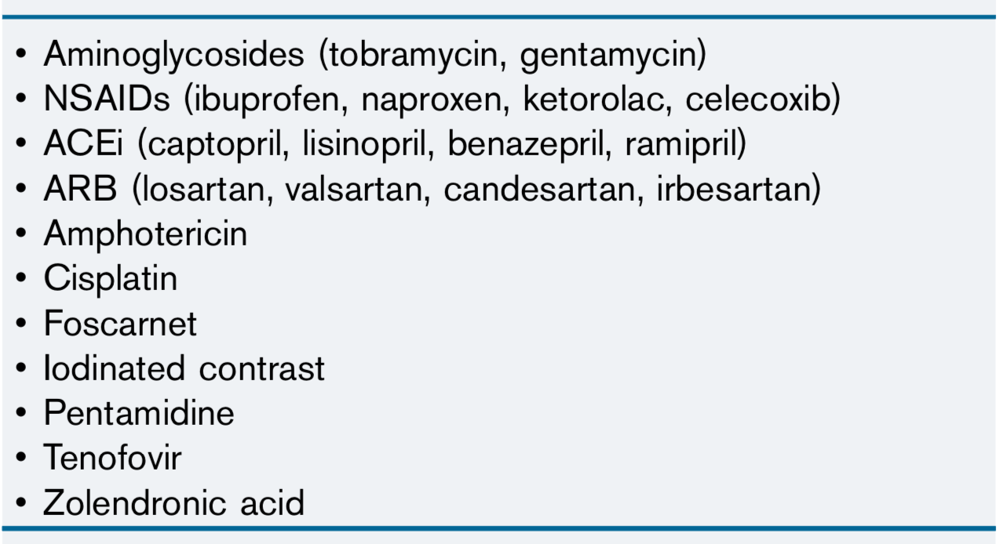 • Aminoglycosides (tobramycin, gentamycin)
• NSAIDs (ibuprofen, naproxen, ketorolac, celecoxib)
• ACEi (captopril, lisinopril, benazepril, ramipril)
• ARB (losartan, valsartan, candesartan, irbesartan)
• Amphotericin
• Cisplatin
• Foscarnet
• Iodinated contrast
• Pentamidine
• Tenofovir
• Zolendronic acid